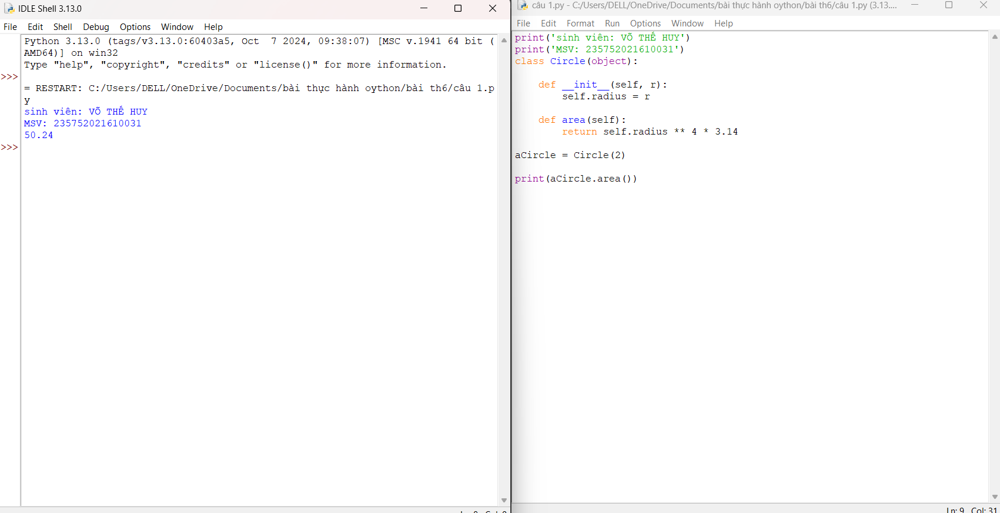 IDLE Shell 3.13.0
File Edit Shell Debug Options Window Help
Python 3.13.0 (tags/v3.13.0:60403a5, Oct  7 2024, 09:38:07) [MSC v.1941 64 bit (
AMD64)] on win32
Type "help", "copyright", "credits" or "license()" for more information.
>>>
= RESTART: C:/Users/DELL/OneDrive/Documents/bài thực hành oython/bài th6/câu 1.p
y
sinh viên: VÕ THẾ HUY
MSV: 235752021610031
50.24
>>>
câu 1.py - C:/Users/DELL/OneDrive/Documents/bài thực hành oython/bài th6/câu 1.py (3.13....
File Edit Format Run Options Window Help
print('sinh viên: VÕ THẾ HUY')
print('MSV: 235752021610031')
class Circle(object):
    def __init__(self, r):
        self.radius = r
    def area(self):
        return self.radius ** 4 * 3.14
aCircle = Circle(2)
print(aCircle.area())
Ln: 9 Col: 31